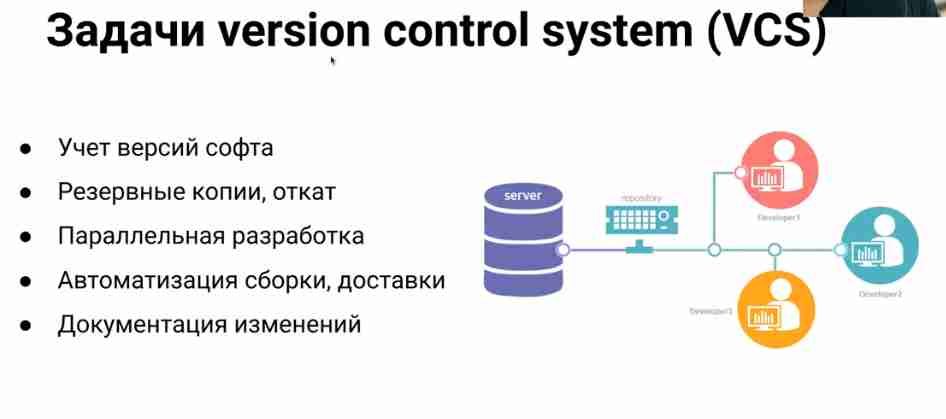 Задачи version control system (VCS)
● Учет версий софта
● Резервные копии, откат
● Параллельная разработка
● Автоматизация сборки, доставки
● Документация изменений
server
repository
Developer1
Developer2
Developer3